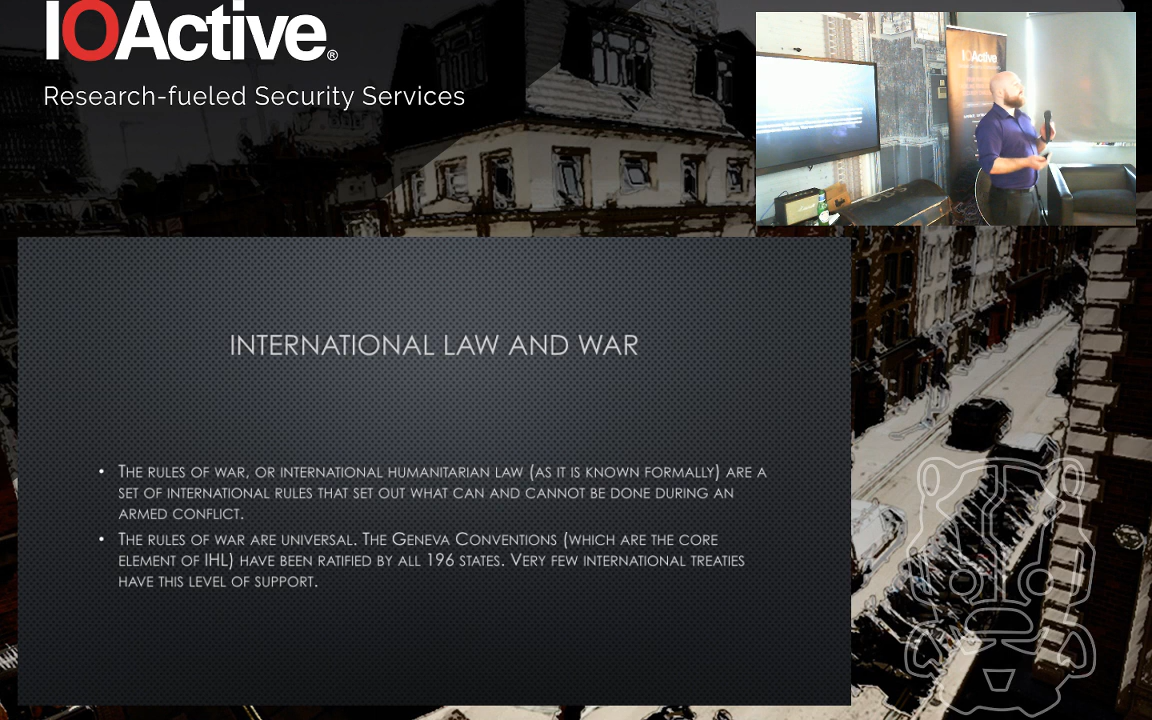 IOActive®
Research-fueled Security Services
IOActive
INTERNATIONAL LAW AND WAR
• THE RULES OF WAR, OR INTERNATIONAL HUMANITARIAN LAW (AS IT IS KNOWN FORMALLY) ARE A
SET OF INTERNATIONAL RULES THAT SET OUT WHAT CAN AND CANNOT BE DONE DURING AN
ARMED CONFLICT.
• THE RULES OF WAR ARE UNIVERSAL. THE GENEVA CONVENTIONS (WHICH ARE THE CORE
ELEMENT OF IHL) HAVE BEEN RATIFIED BY ALL 196 STATES. VERY FEW INTERNATIONAL TREATIES
HAVE THIS LEVEL OF SUPPORT.